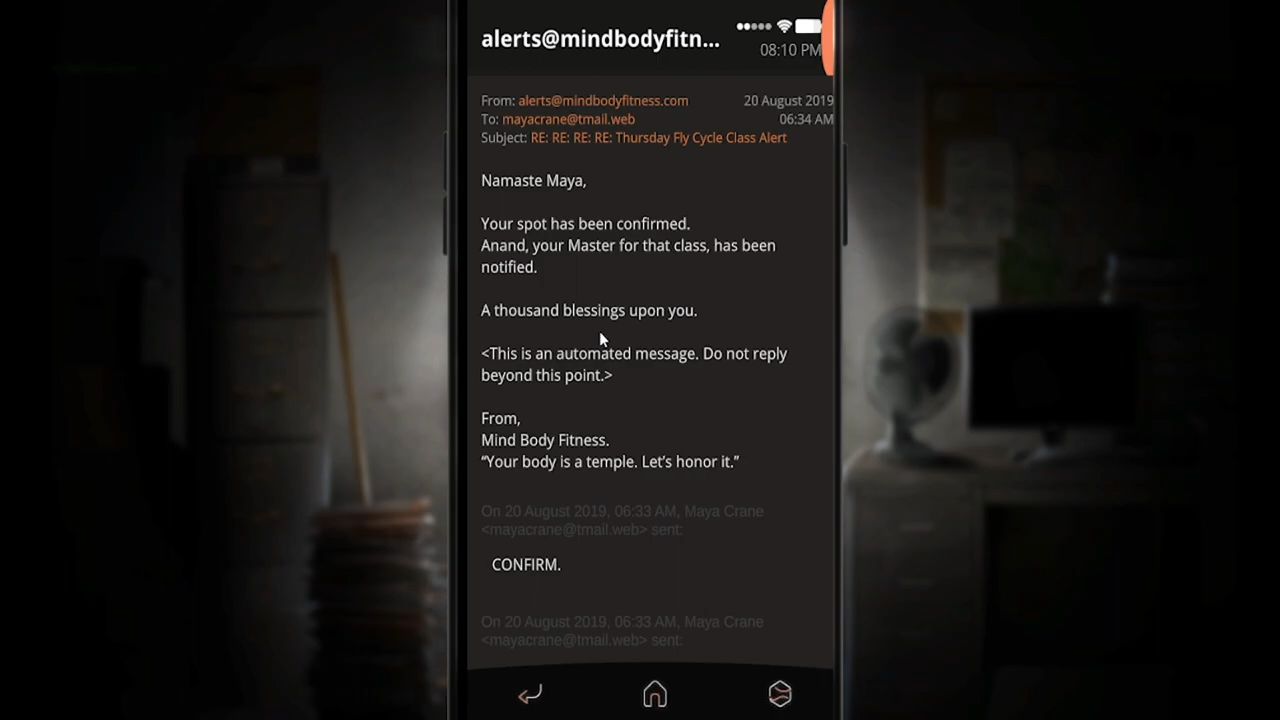 alerts@mindbodyfitn...
08:10 PM
From: alerts@mindbodyfitness.com
20 August 2019
To: mayacrane@tmail.web
06:34 AM
Subject: RE: RE: RE: RE: Thursday Fly Cycle Class Alert
Namaste Maya,
Your spot has been confirmed.
Anand, your Master for that class, has been
notified.
A thousand blessings upon you.
<This is an automated message. Do not reply
beyond this point.>
From,
Mind Body Fitness.
“Your body is a temple. Let’s honor it.”
On 20 August 2019, 06:33 AM, Maya Crane
<mayacrane@tmail.web> sent:
CONFIRM.
On 20 August 2019, 06:33 AM, Maya Crane
<mayacrane@tmail.web> sent: